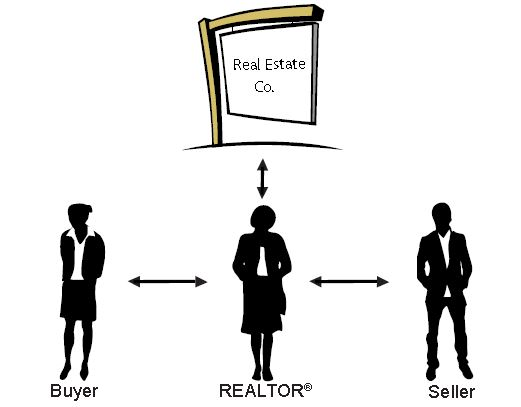 Real Estate
Co.
Buyer
REALTOR®
Seller